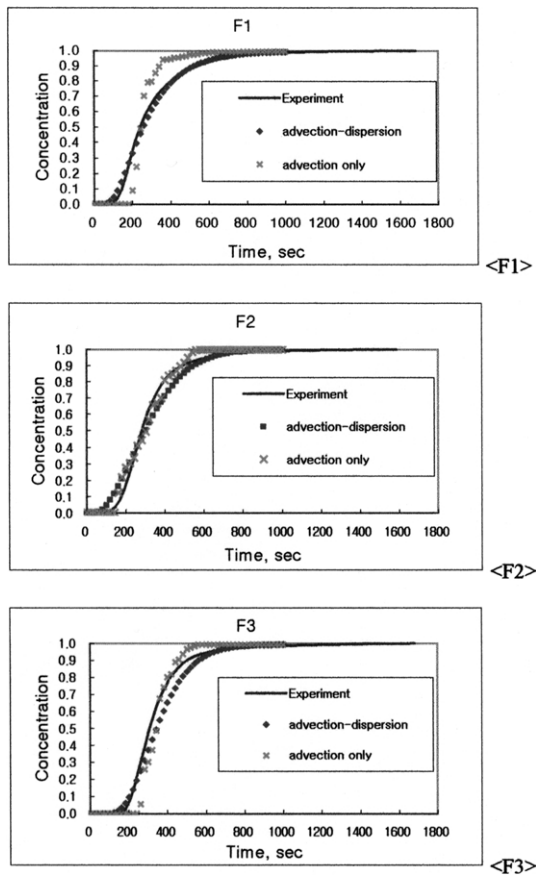 F1
1.0
0.9
0.8
0.7
0.6
0.5
0.4
0.3
0.2
0.1
0.0
Concentration
Experiment
advection-dispersion
advection only
0 200 400 600 800 1000 1200 1400 1600 1800
Time, sec
<F1>
F2
1.0
0.9
0.8
0.7
0.6
0.5
0.4
0.3
0.2
0.1
0.0
Concentration
Experiment
advection-dispersion
advection only
0 200 400 600 800 1000 1200 1400 1600 1800
Time, sec
<F2>
F3
1.0
0.9
0.8
0.7
0.6
0.5
0.4
0.3
0.2
0.1
0.0
Concentration
Experiment
advection-dispersion
advection only
0 200 400 600 800 1000 1200 1400 1600 1800
Time, sec
<F3>